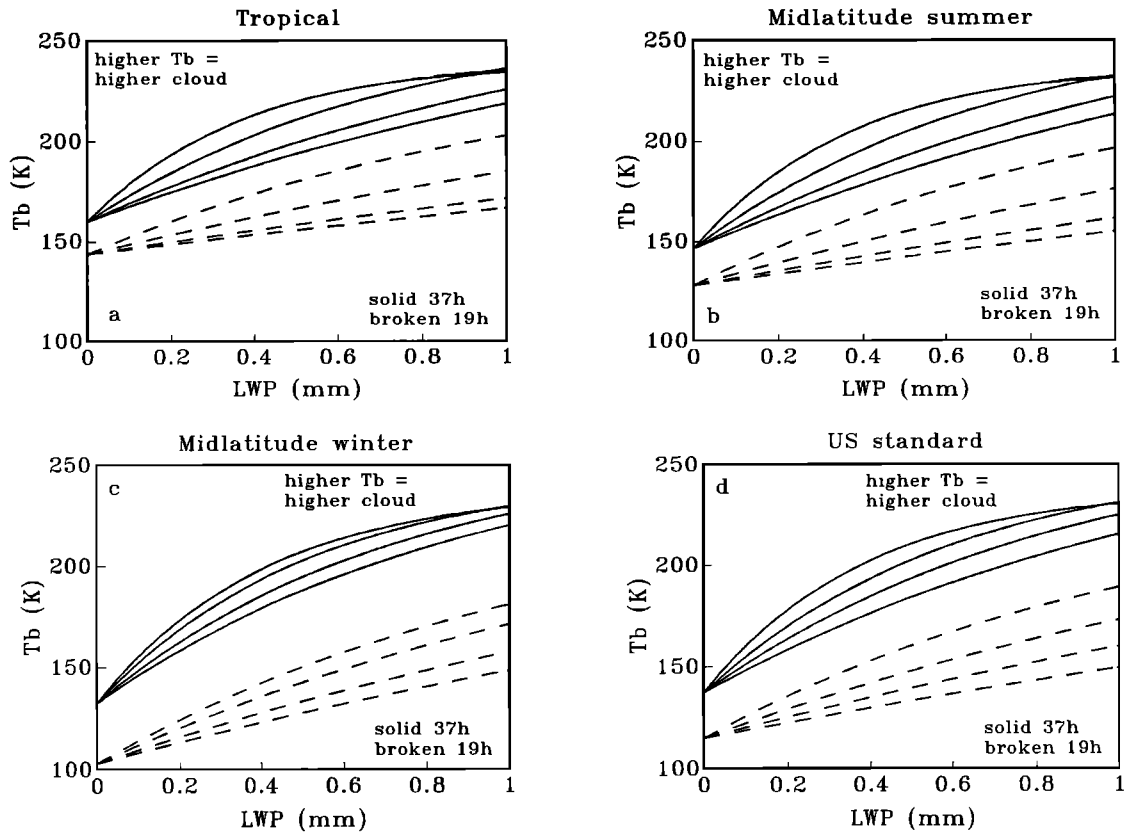 Tropical
250
200
150
100
Tb (K)
higher Tb =
higher cloud
a
solid 37h
broken 19h
0 0.2 0.4 0.6 0.8 1
LWP (mm)
Midlatitude summer
250
200
150
100
Tb (K)
higher Tb =
higher cloud
b
solid 37h
broken 19h
0 0.2 0.4 0.6 0.8 1
LWP (mm)
Midlatitude winter
250
200
150
100
Tb (K)
c
higher Tb =
higher cloud
solid 37h
broken 19h
0 0.2 0.4 0.6 0.8 1
LWP (mm)
US standard
250
200
150
100
Tb (K)
d
higher Tb =
higher cloud
solid 37h
broken 19h
0 0.2 0.4 0.6 0.8 1
LWP (mm)